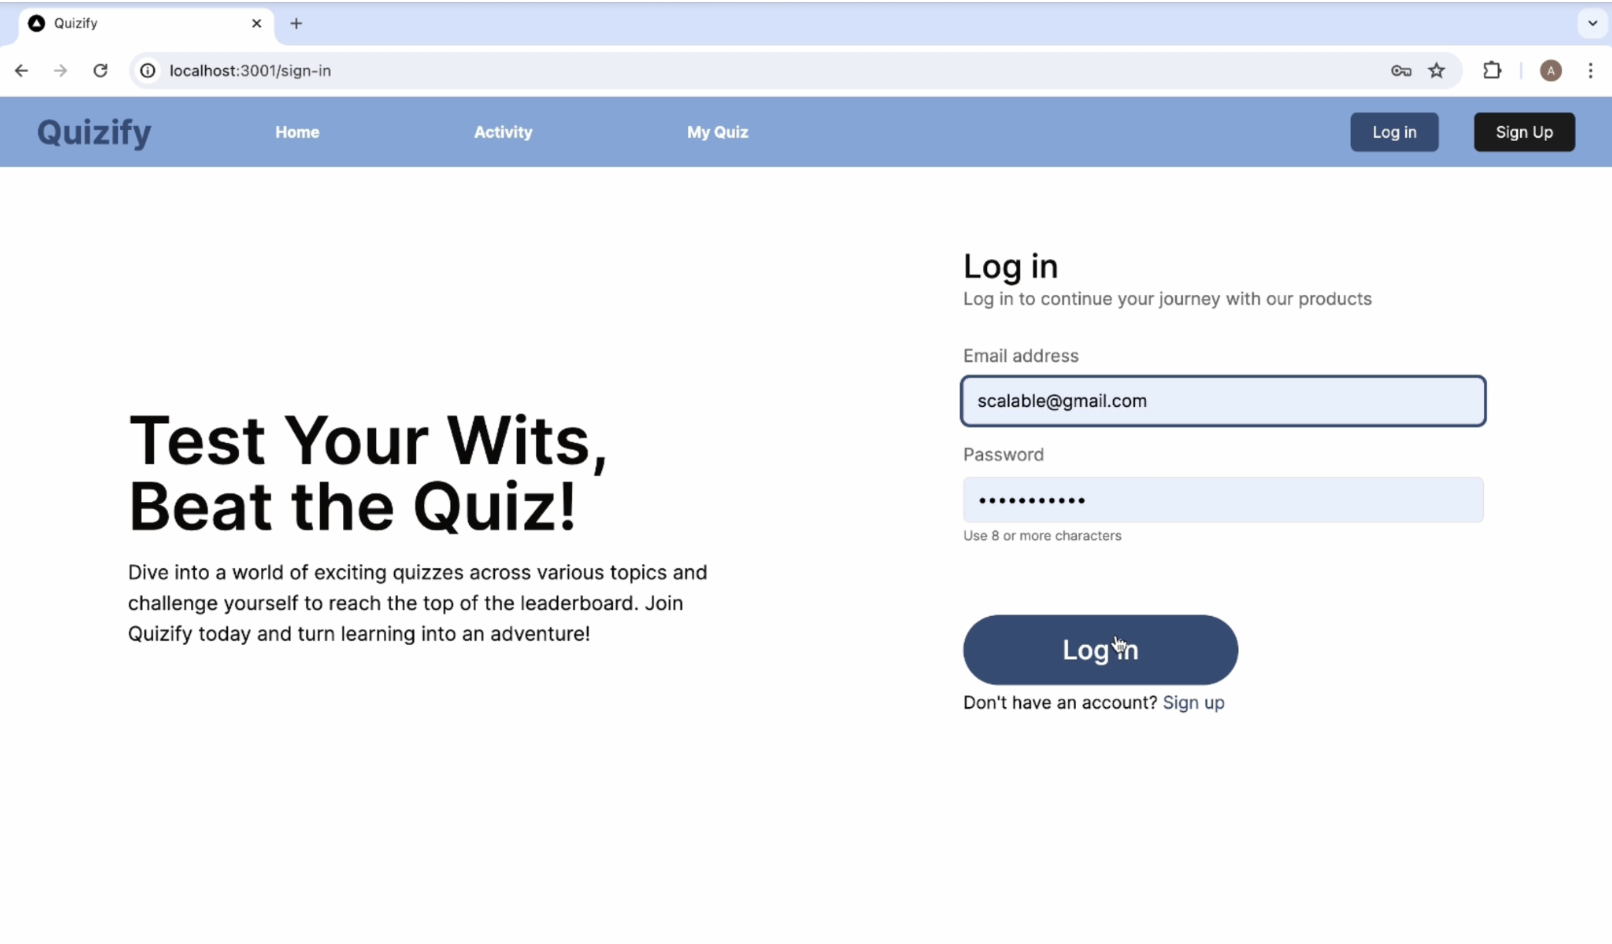 Quizify
localhost:3001/sign-in
A
Quizify
Home
Activity
My Quiz
Log in
Sign Up
Log in
Log in to continue your journey with our products
Email address
scalable@gmail.com
Password
•••••••••••
Use 8 or more characters
Test Your Wits,
Beat the Quiz!
Dive into a world of exciting quizzes across various topics and
challenge yourself to reach the top of the leaderboard. Join
Quizify today and turn learning into an adventure!
Log in
Don't have an account? Sign up